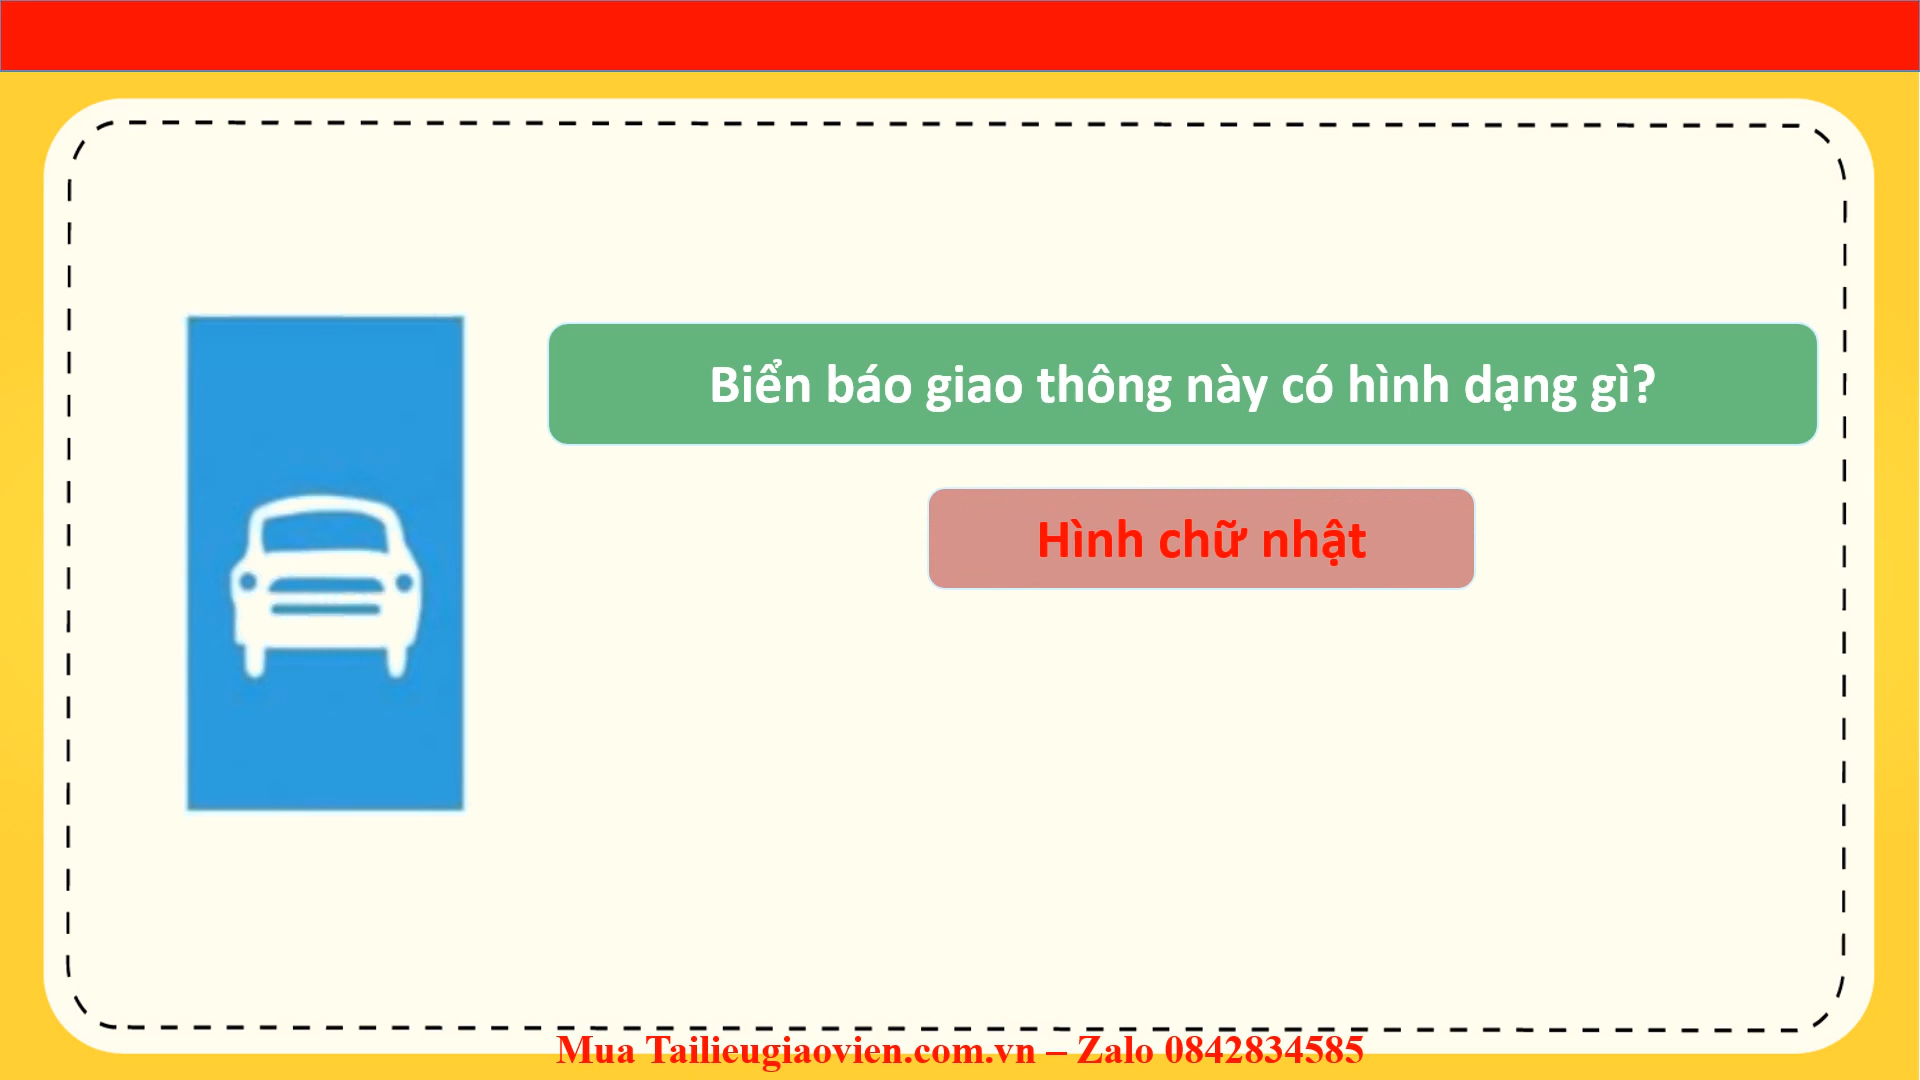 Biển báo giao thông này có hình dạng gì?
Hình chữ nhật
Mua Tailieugiaovien.com.vn – Zalo 0842834585